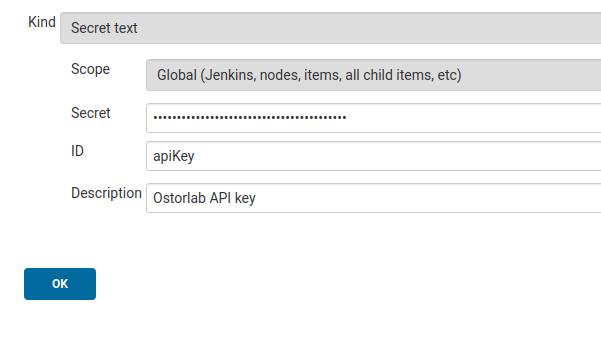 Kind Secret text
Scope Global (Jenkins, nodes, items, all child items, etc)
Secret ••••••••••••••••••••••••••••••••••••••••
ID apiKey
Description Ostorlab API key
OK